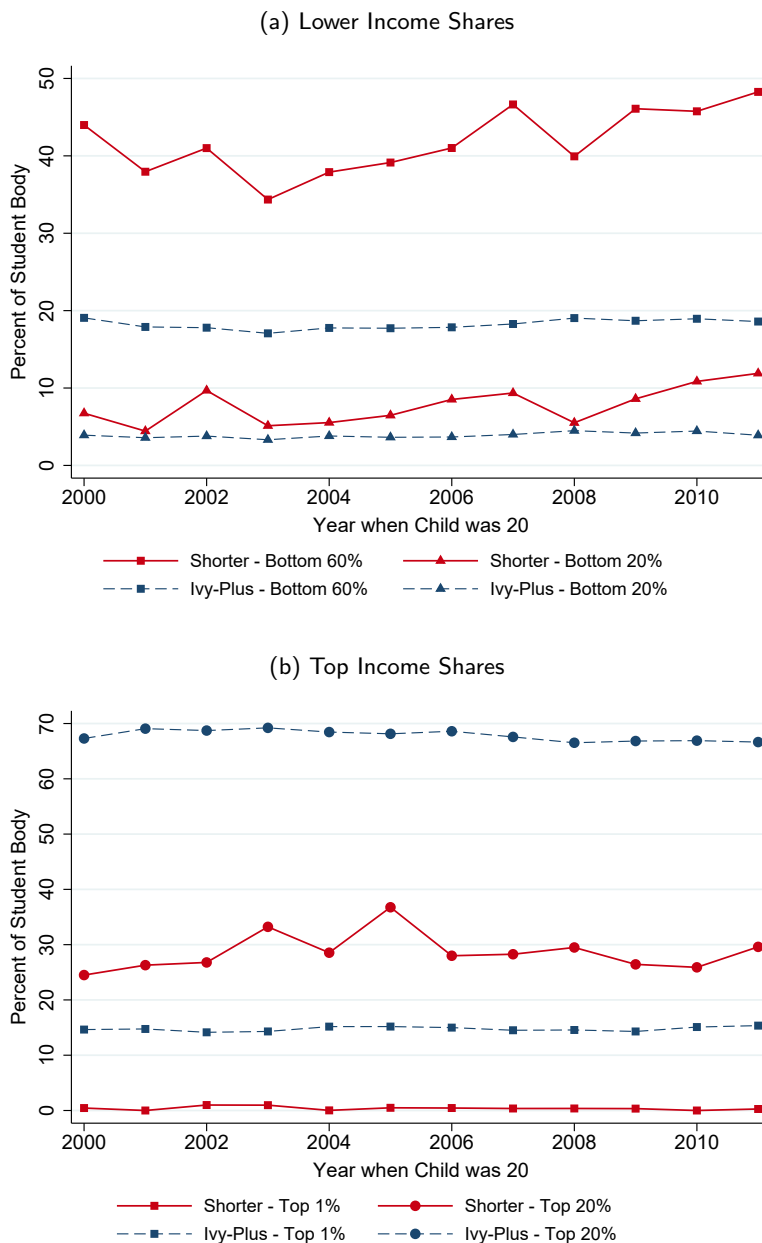 (a) Lower Income Shares
50
40
30
20
10
0
Percent of Student Body
2000 2002 2004 2006 2008 2010
Year when Child was 20
Shorter - Bottom 60% Shorter - Bottom 20%
Ivy-Plus - Bottom 60% Ivy-Plus - Bottom 20%
(b) Top Income Shares
70
60
50
40
30
20
10
0
Percent of Student Body
2000 2002 2004 2006 2008 2010
Year when Child was 20
Shorter - Top 1% Shorter - Top 20%
Ivy-Plus - Top 1% Ivy-Plus - Top 20%